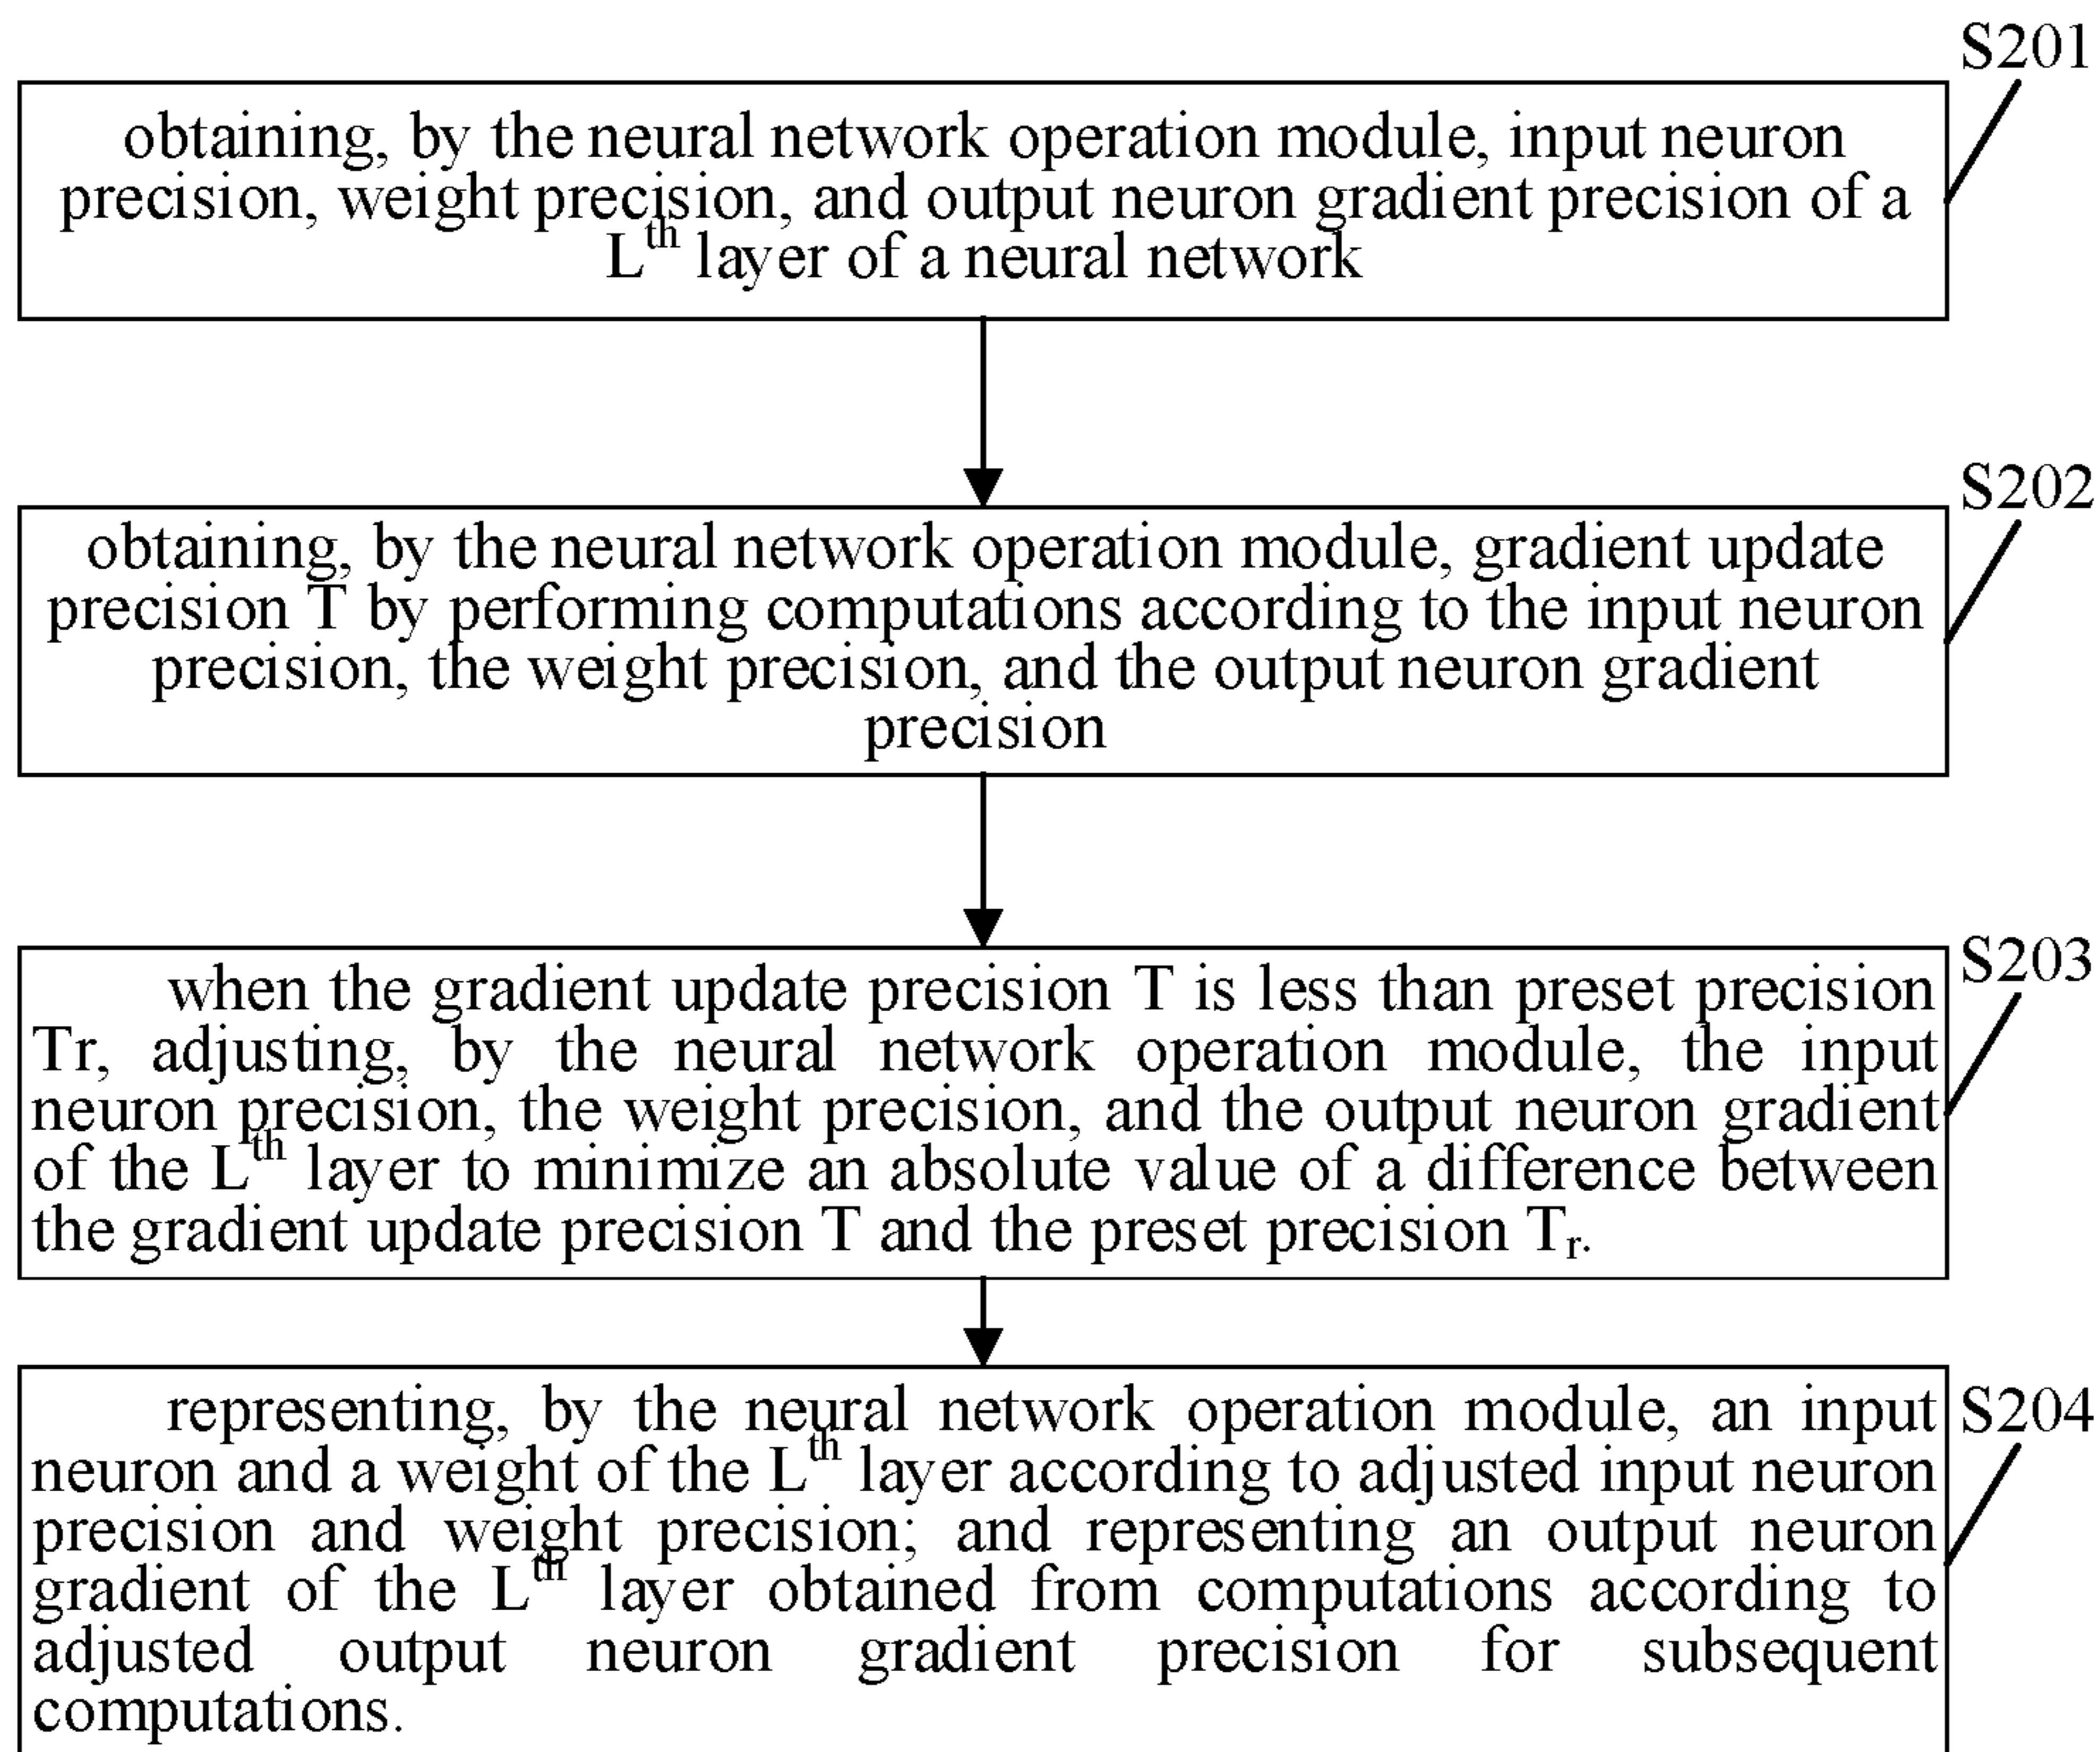 S201
obtaining, by the neural network operation module, input neuron
precision, weight precision, and output neuron gradient precision of a
Lth layer of a neural network
S202
obtaining, by the neural network operation module, gradient update
precision T by performing computations according to the input neuron
precision, the weight precision, and the output neuron gradient
precision
S203
when the gradient update precision T is less than preset precision
Tr, adjusting, by the neural network operation module, the input
neuron precision, the weight precision, and the output neuron gradient
of the Lth layer to minimize an absolute value of a difference between
the gradient update precision T and the preset precision Tr.
S204
representing, by the neural network operation module, an input
neuron and a weight of the Lth layer according to adjusted input neuron
precision and weight precision; and representing an output neuron
gradient of the Lth layer obtained from computations according to
adjusted output neuron gradient precision for subsequent
computations.